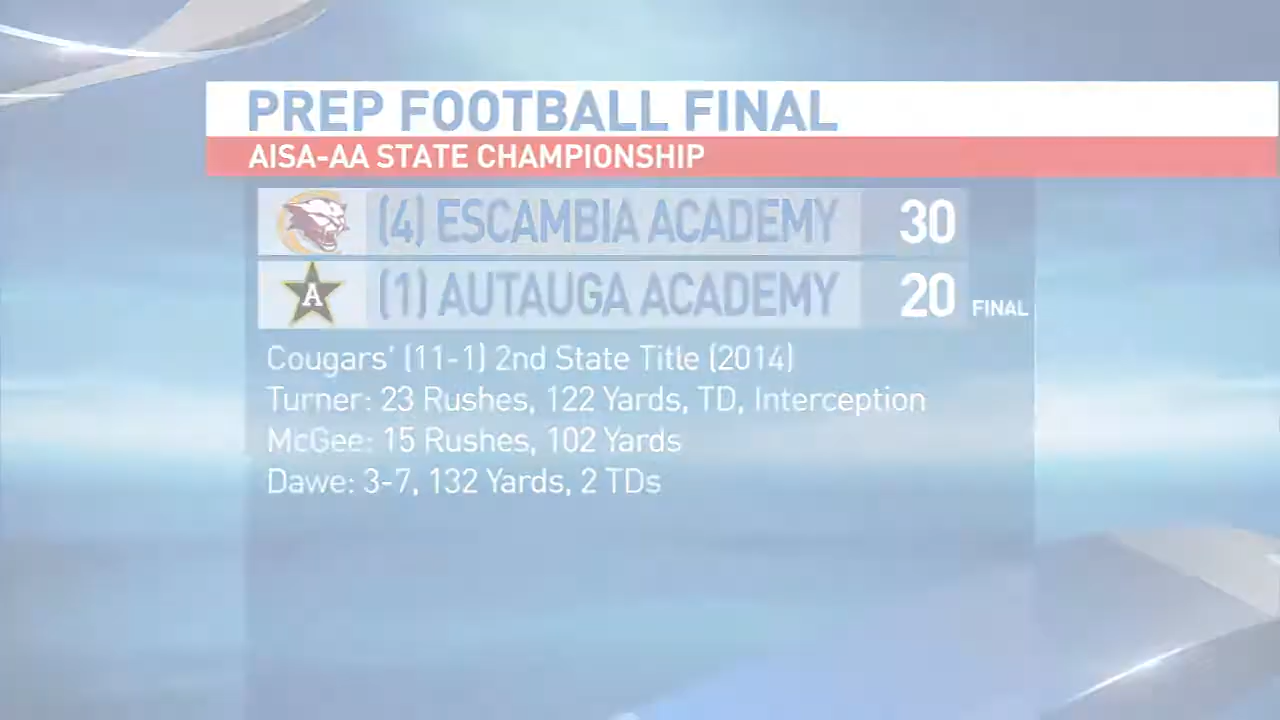 PREP FOOTBALL FINAL
AISA-AA STATE CHAMPIONSHIP
(4) ESCAMBIA ACADEMY 30
A (1) AUTAUGA ACADEMY 20 FINAL
Cougars' (11-1) 2nd State Title (2014)
Turner: 23 Rushes, 122 Yards, TD, Interception
McGee: 15 Rushes, 102 Yards
Dawe: 3-7, 132 Yards, 2 TDs